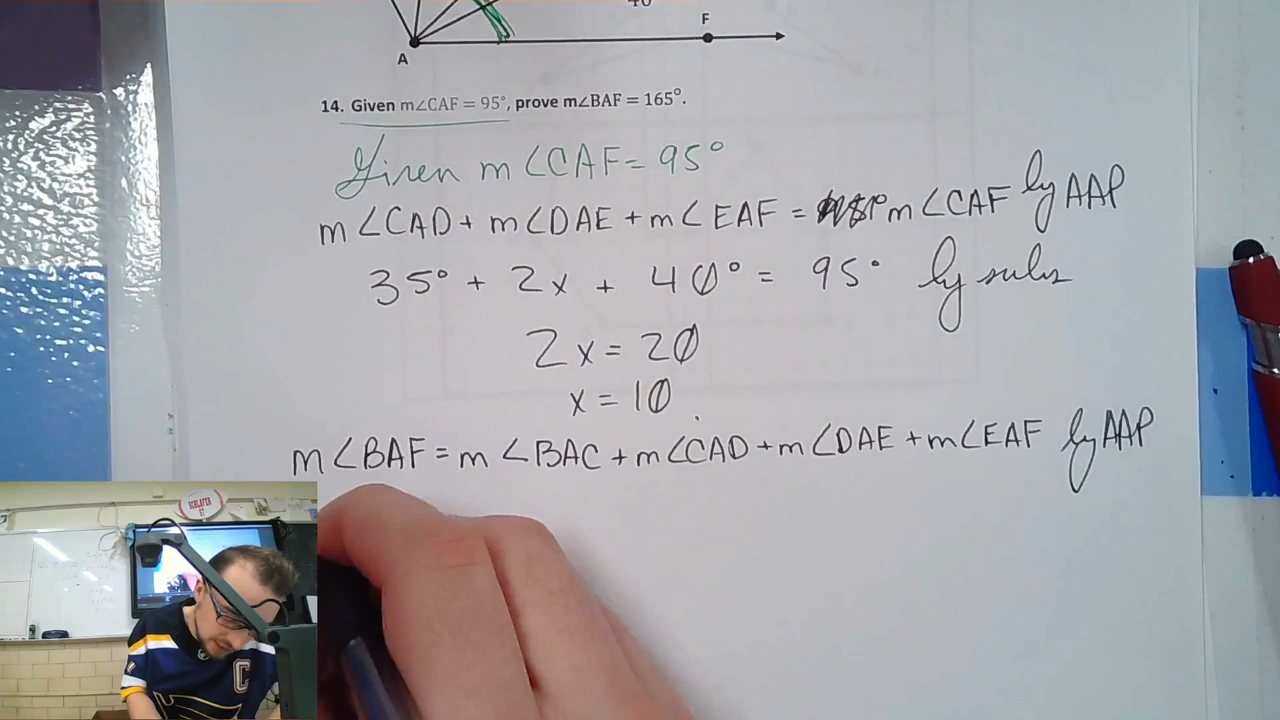 F
A
14. Given m∠CAF = 95°, prove m∠BAF = 165°.
Given m∠CAF = 95°
m∠CAD + m∠DAE + m∠EAF = m∠CAF by AAP
35° + 2x + 40° = 95° by subs
2x = 20
x = 10
m∠BAF = m∠BAC + m∠CAD + m∠DAE + m∠EAF by AAP
C